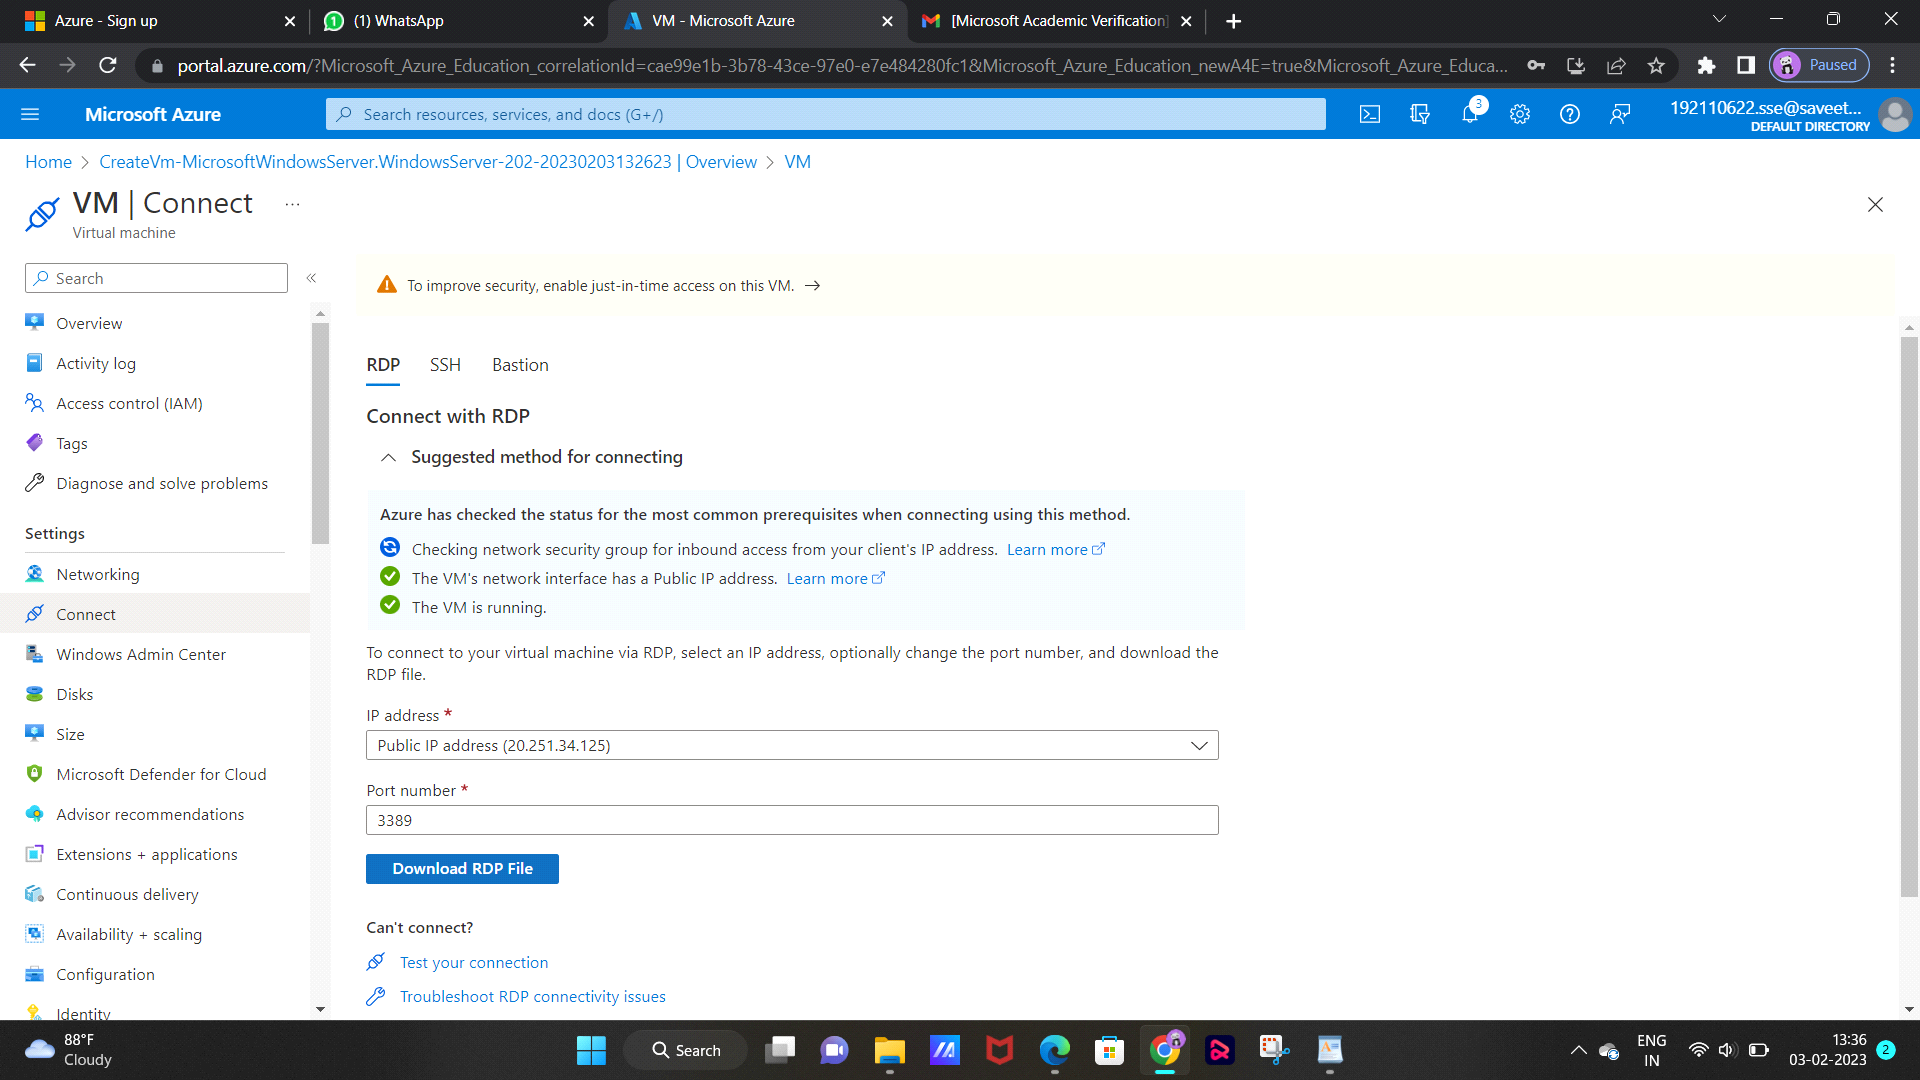 Azure - Sign up
(1) WhatsApp
VM - Microsoft Azure
[Microsoft Academic Verification]
portal.azure.com/?Microsoft_Azure_Education_correlationId=cae99e1b-3b78-43ce-97e0-e7e484280fc1&Microsoft_Azure_Education_newA4E=true&Microsoft_Azure_Educa...
Paused
Microsoft Azure
Search resources, services, and docs (G+/)
3
192110622.sse@saveet...
DEFAULT DIRECTORY
Home > CreateVm-MicrosoftWindowsServer.WindowsServer-202-20230203132623 | Overview > VM
VM | Connect ...
Virtual machine
Search
«
To improve security, enable just-in-time access on this VM. →
Overview
Activity log
Access control (IAM)
Tags
Diagnose and solve problems
Settings
Networking
Connect
Windows Admin Center
Disks
Size
Microsoft Defender for Cloud
Advisor recommendations
Extensions + applications
Continuous delivery
Availability + scaling
Configuration
Identity
RDP SSH Bastion
Connect with RDP
Suggested method for connecting
Azure has checked the status for the most common prerequisites when connecting using this method.
Checking network security group for inbound access from your client's IP address. Learn more
The VM's network interface has a Public IP address. Learn more
The VM is running.
To connect to your virtual machine via RDP, select an IP address, optionally change the port number, and download the
RDP file.
IP address *
Public IP address (20.251.34.125)
Port number *
3389
Download RDP File
Can't connect?
Test your connection
Troubleshoot RDP connectivity issues
88°F
Cloudy
Search
ENG
IN
13:36
03-02-2023
2